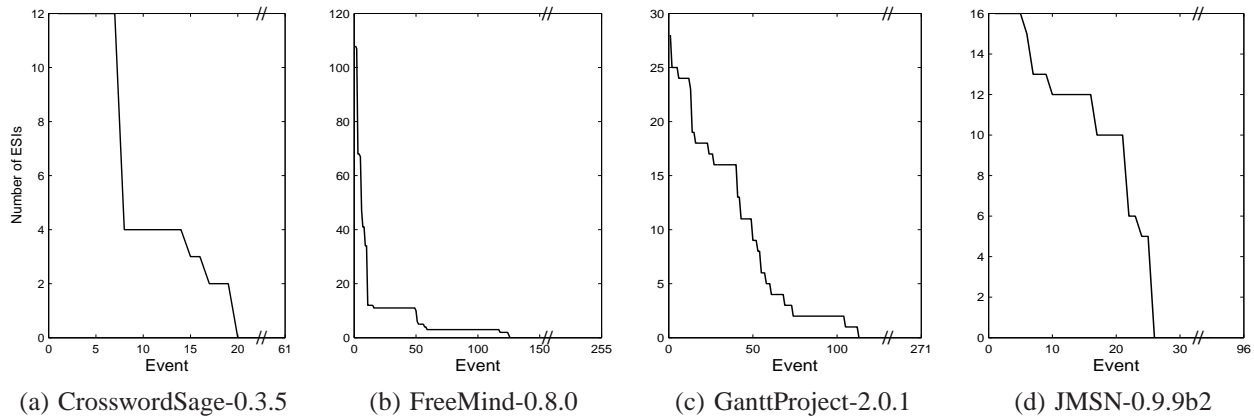 Number of ESIs
12
10
8
6
4
2
0
0 5 10 15 20 // 61
Event
(a) CrosswordSage-0.3.5
120
100
80
60
40
20
0
0 50 100 150 // 255
Event
(b) FreeMind-0.8.0
30
25
20
15
10
5
0
0 50 100 // 271
Event
(c) GanttProject-2.0.1
16
14
12
10
8
6
4
2
0
0 10 20 30 // 96
Event
(d) JMSN-0.9.9b2